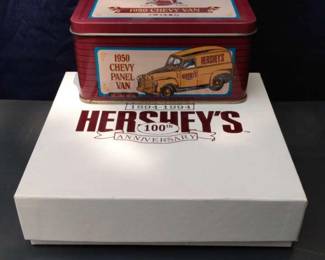 1950 CHEVY VAN
1950
CHEVY
PANEL
VAN
HERSHEY'S
1894-1994
HERSHEY'S
100th
ANNIVERSARY